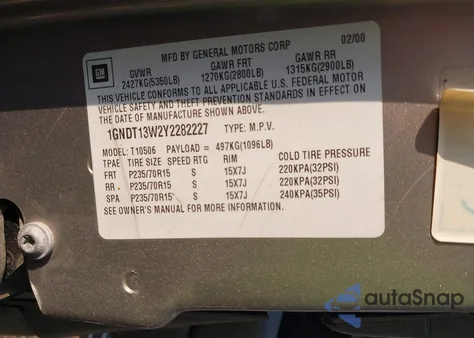 MFD BY GENERAL MOTORS CORP 02/00
GM GVWR GAWR FRT GAWR RR
2427KG(5350LB) 1270KG(2800LB) 1315KG(2900LB)
THIS VEHICLE CONFORMS TO ALL APPLICABLE U.S. FEDERAL MOTOR
VEHICLE SAFETY AND THEFT PREVENTION STANDARDS IN EFFECT ON
THE DATE OF MANUFACTURE SHOWN ABOVE.
1GNDT13W2Y2282227 TYPE: M.P.V.
MODEL: T10506 PAYLOAD = 497KG(1096LB)
TPAE TIRE SIZE SPEED RTG RIM COLD TIRE PRESSURE
FRT P235/70R15 S 15X7J 220KPA(32PSI)
RR P235/70R15 S 15X7J 220KPA(32PSI)
SPA P235/70R15 S 15X7J 240KPA(35PSI)
SEE OWNER'S MANUAL FOR MORE INFORMATION.
autoSnap